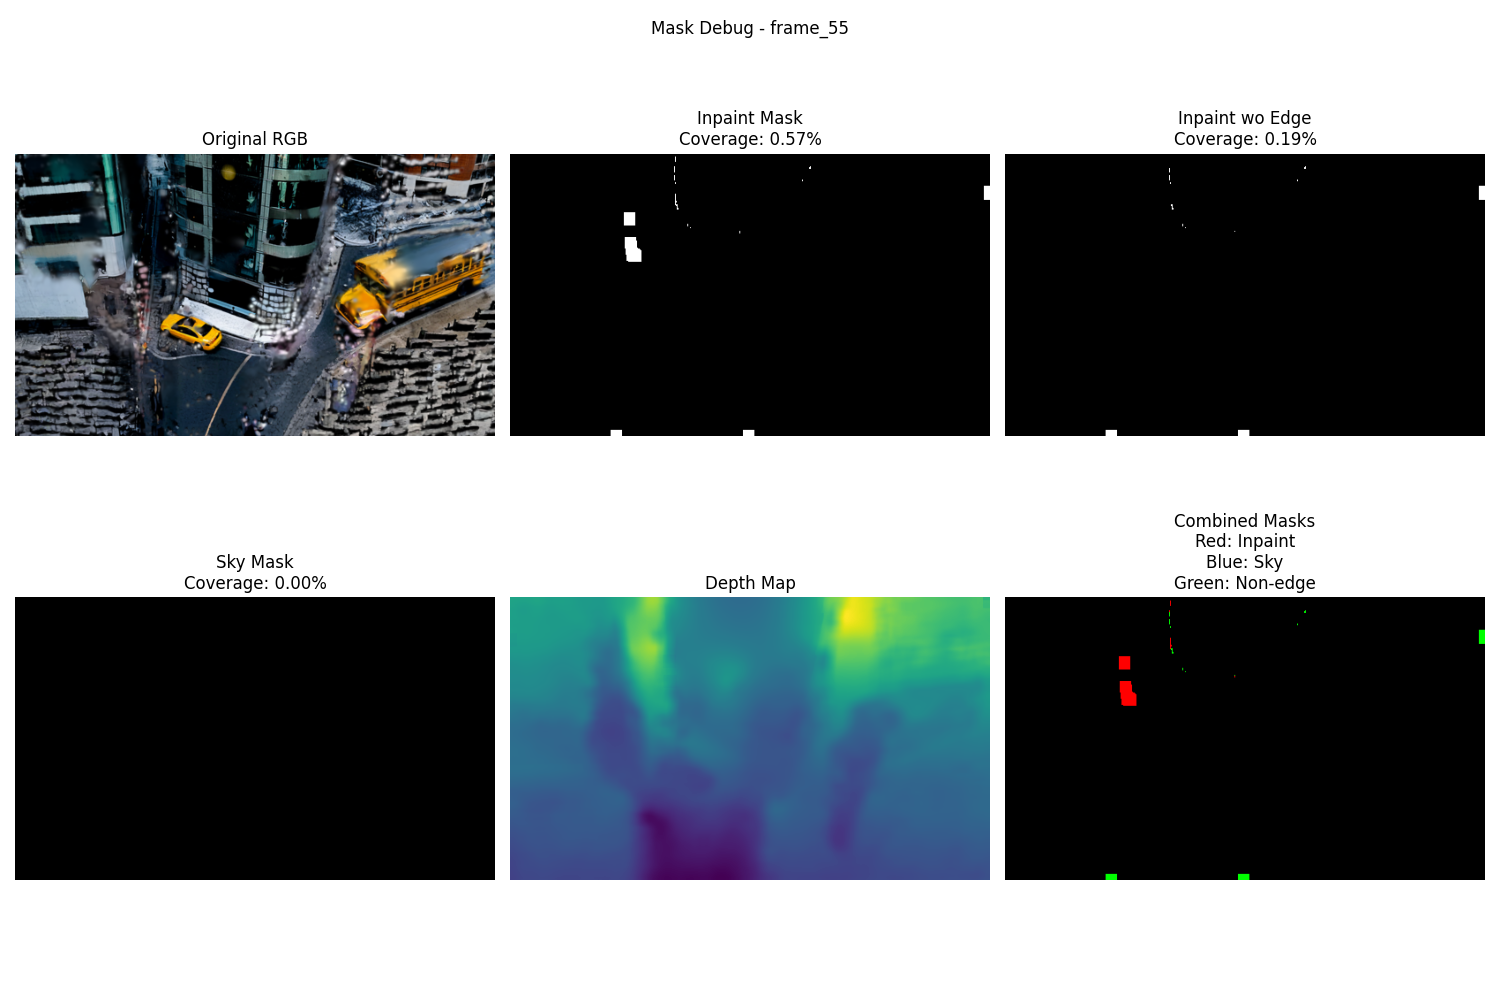 Mask Debug - frame_55
Original RGB
Inpaint Mask
Coverage: 0.57%
Inpaint wo Edge
Coverage: 0.19%
Sky Mask
Coverage: 0.00%
Depth Map
Combined Masks
Red: Inpaint
Blue: Sky
Green: Non-edge